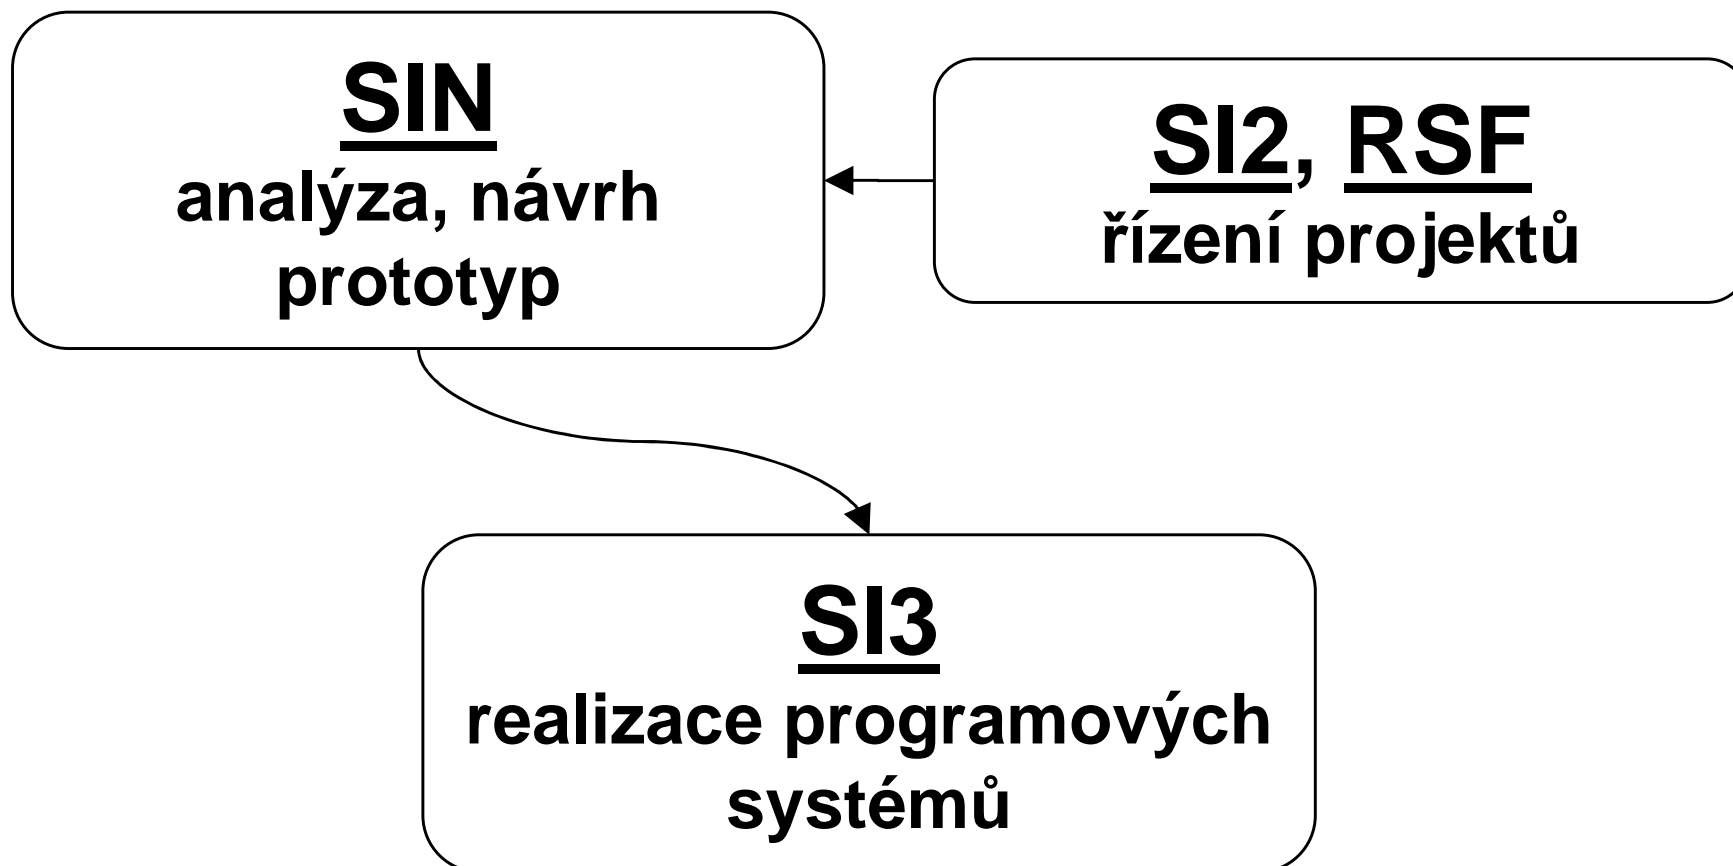 SIN
analýza, návrh
prototyp
SI2, RSF
řízení projektů
SI3
realizace programových
systémů